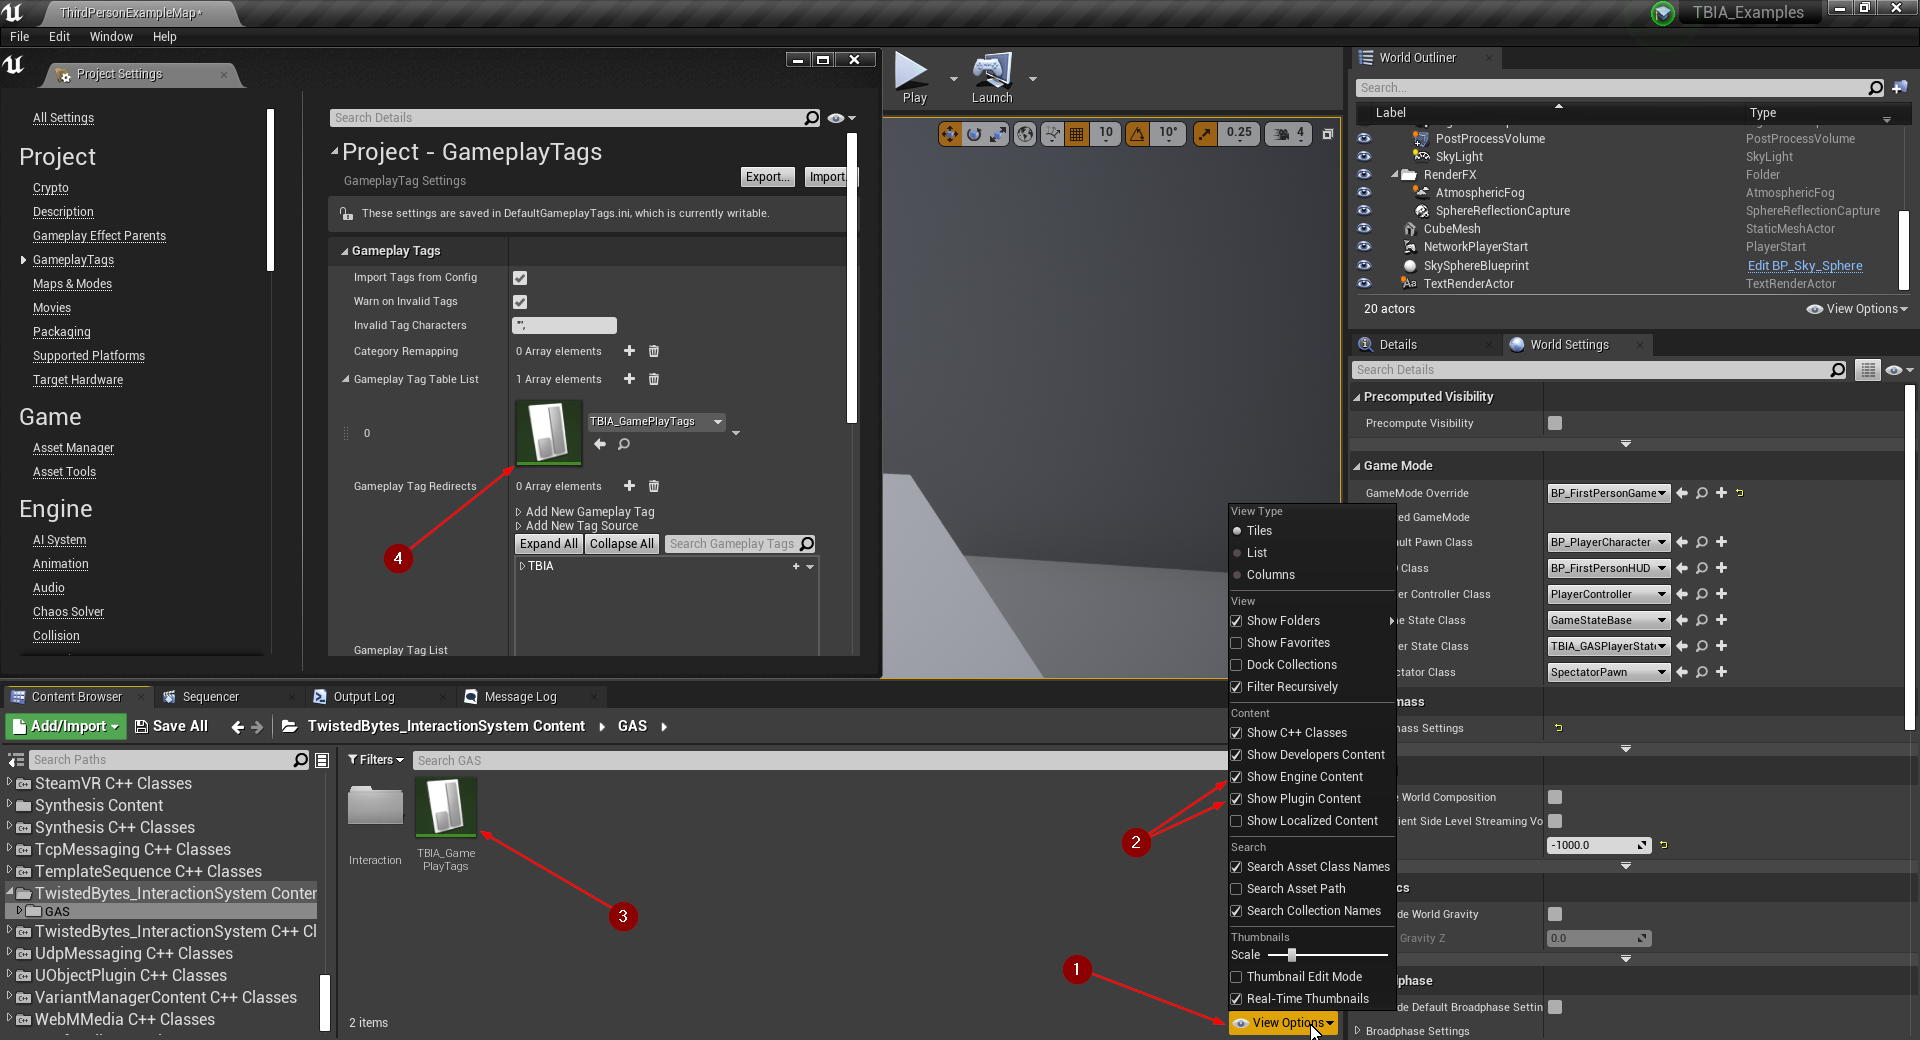 ThirdPersonExampleMap*
TBIA_Examples
File Edit Window Help
Project Settings
All Settings
Project
Crypto
Description
Gameplay Effect Parents
GameplayTags
Maps & Modes
Movies
Packaging
Supported Platforms
Target Hardware
Game
Asset Manager
Asset Tools
Engine
AI System
Animation
Audio
Chaos Solver
Collision
Search Details
Project - GameplayTags
GameplayTag Settings
Export...
Import.
These settings are saved in DefaultGameplayTags.ini, which is currently writable.
Gameplay Tags
Import Tags from Config
Warn on Invalid Tags
Invalid Tag Characters
"',
Category Remapping 0 Array elements
Gameplay Tag Table List 1 Array elements
0
TBIA_GamePlayTags
Gameplay Tag Redirects 0 Array elements
Add New Gameplay Tag
Add New Tag Source
Expand All Collapse All Search Gameplay Tags
TBIA
Gameplay Tag List
4
Play
Launch
10
10°
0.25
4
World Outliner
Search...
Label Type
PostProcessVolume PostProcessVolume
SkyLight SkyLight
RenderFX Folder
AtmosphericFog AtmosphericFog
SphereReflectionCapture SphereReflectionCapture
CubeMesh StaticMeshActor
NetworkPlayerStart PlayerStart
SkySphereBlueprint Edit BP_Sky_Sphere
TextRenderActor TextRenderActor
20 actors
View Options
Details
World Settings
Search Details
Precomputed Visibility
Precompute Visibility
Game Mode
GameMode Override BP_FirstPersonGame
ed GameMode
ult Pawn Class BP_PlayerCharacter
Class BP_FirstPersonHUD
er Controller Class PlayerController
e State Class GameStateBase
er State Class TBIA_GASPlayerStat
ctator Class SpectatorPawn
mass
ass Settings
e World Composition
ient Side Level Streaming Vo
-1000.0
cs
de World Gravity
Gravity Z 0.0
dphase
de Default Broadphase Settin
Broadphase Settings
View Type
Tiles
List
Columns
View
Show Folders
Show Favorites
Dock Collections
Filter Recursively
Content
Show C++ Classes
Show Developers Content
Show Engine Content
Show Plugin Content
Show Localized Content
Search
Search Asset Class Names
Search Asset Path
Search Collection Names
Thumbnails
Scale
Thumbnail Edit Mode
Real-Time Thumbnails
View Options
Content Browser
Sequencer
Output Log
Message Log
Add/Import
Save All
TwistedBytes_InteractionSystem Content
GAS
Search Paths
Filters
Search GAS
SteamVR C++ Classes
Synthesis Content
Synthesis C++ Classes
TcpMessaging C++ Classes
TemplateSequence C++ Classes
TwistedBytes_InteractionSystem Conter
GAS
TwistedBytes_InteractionSystem C++ Cl
UdpMessaging C++ Classes
UObjectPlugin C++ Classes
VariantManagerContent C++ Classes
WebMMedia C++ Classes
Interaction
TBIA_Game
PlayTags
2 items
3
2
1